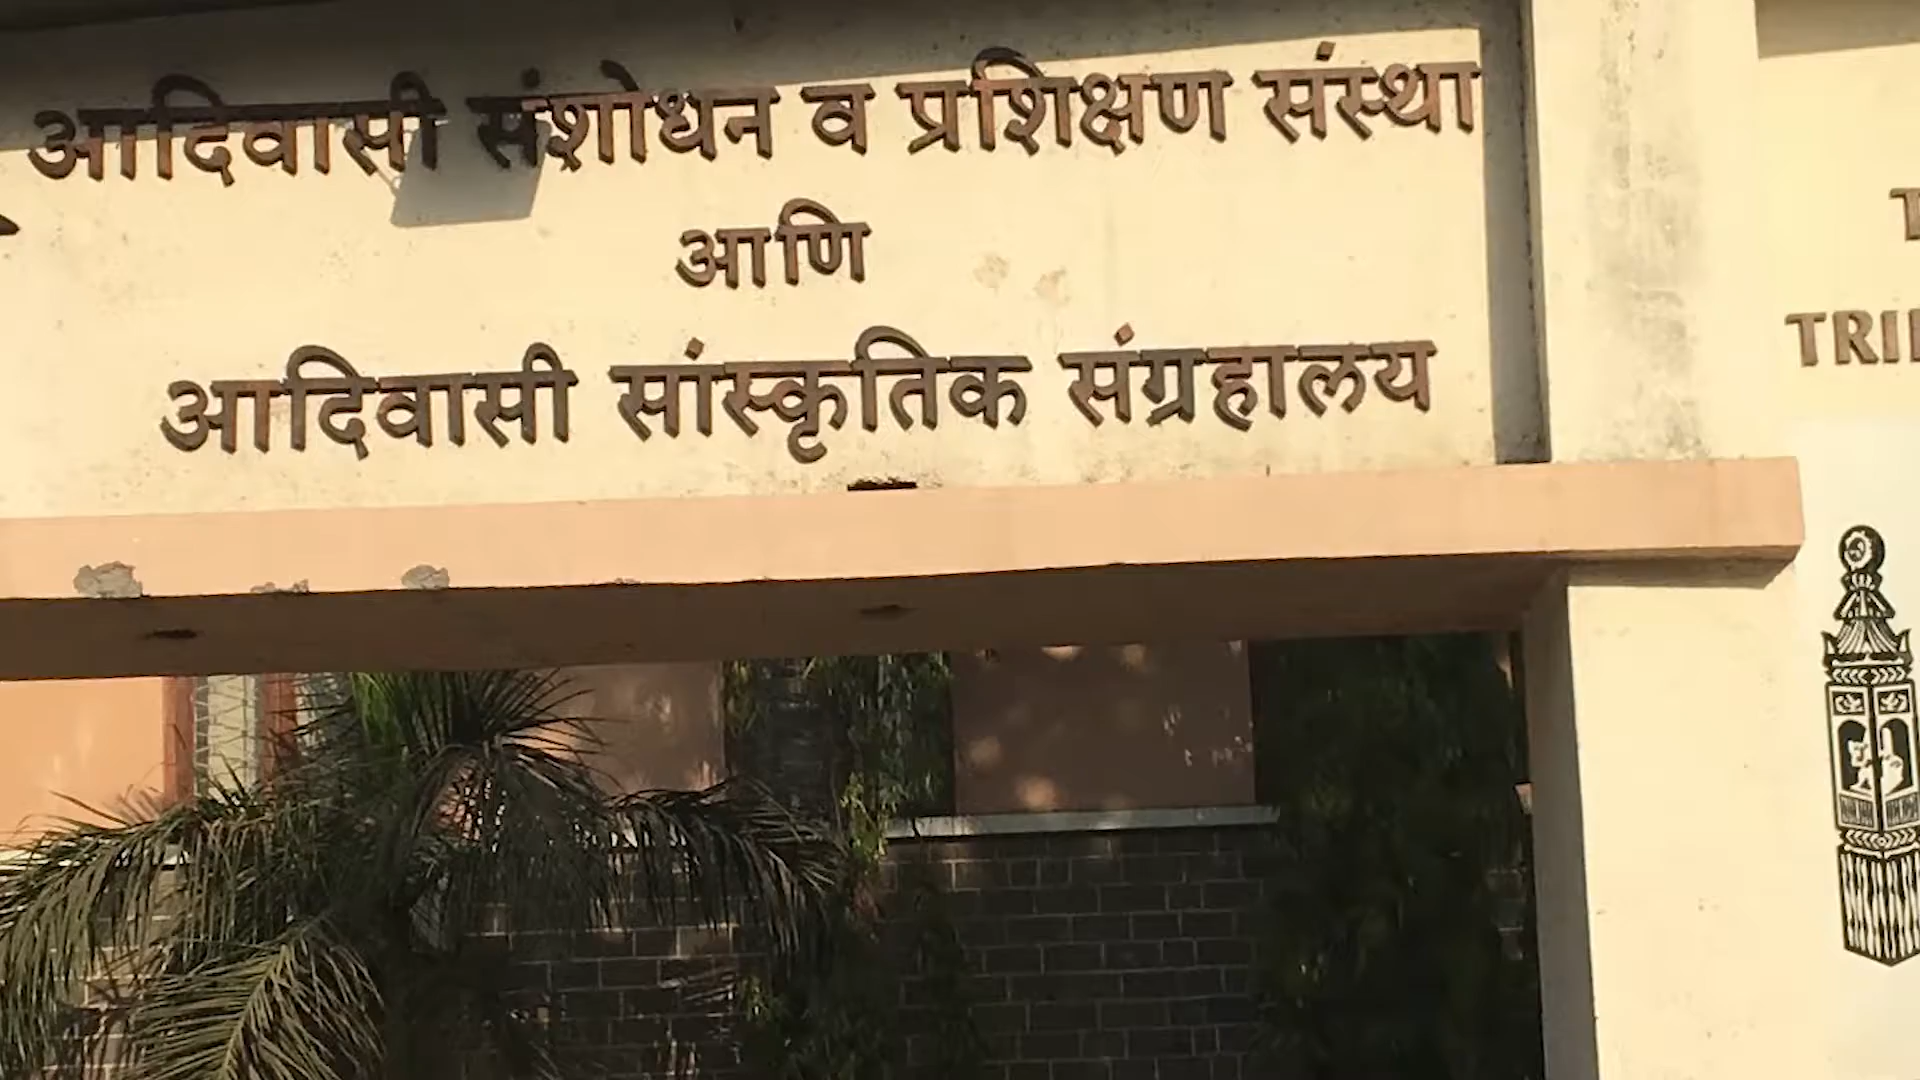 आदिवासी संशोधन व प्रशिक्षण संस्था
आणि
आदिवासी सांस्कृतिक संग्रहालय